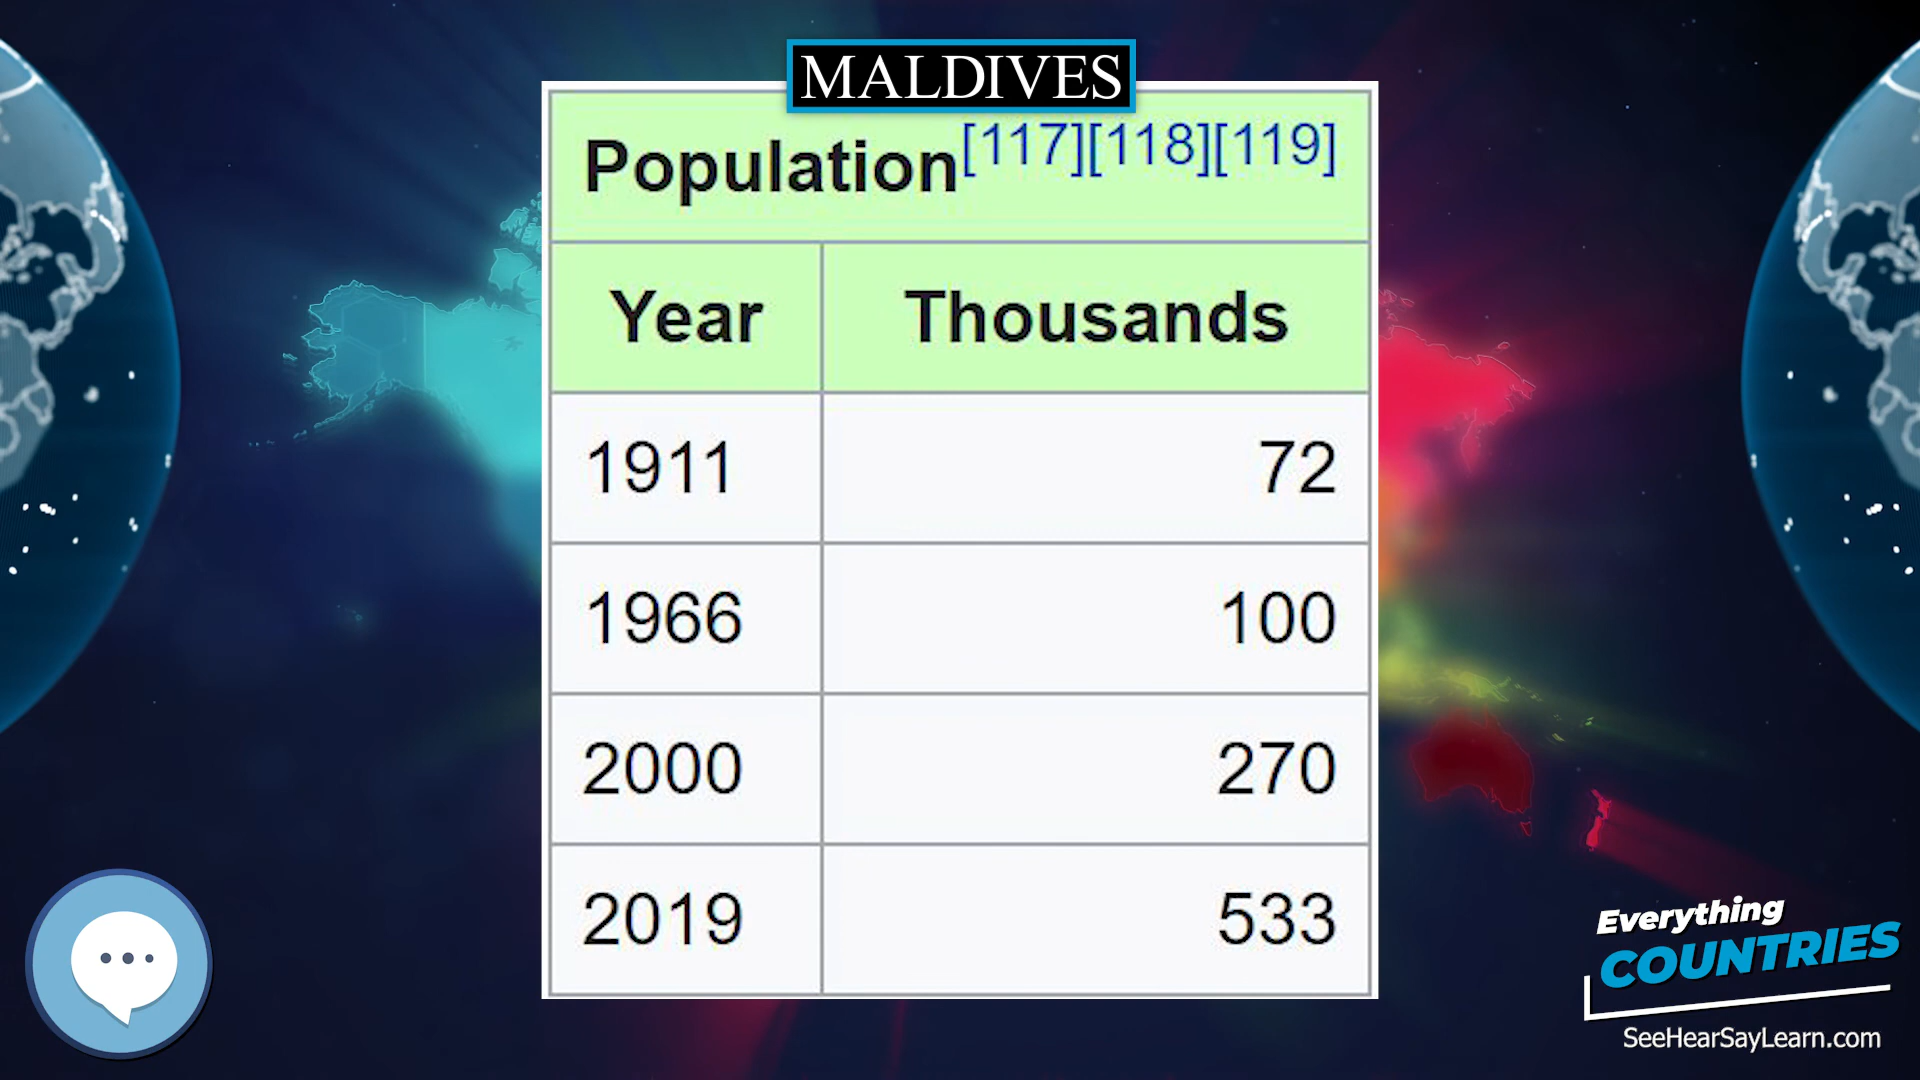 MALDIVES
Population[117][118][119]
Year Thousands
1911 72
1966 100
2000 270
2019 533
Everything
COUNTRIES
SeeHearSayLearn.com